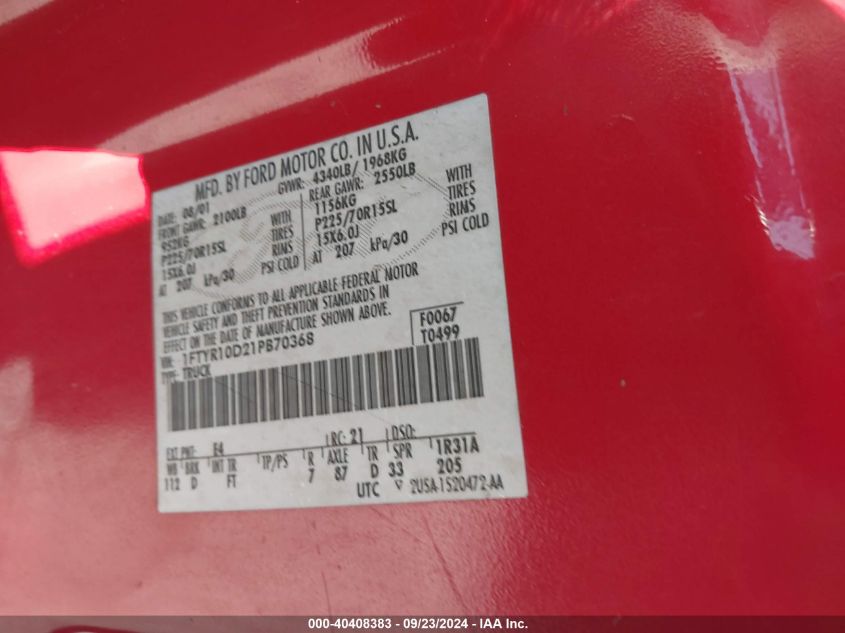 MFD. BY FORD MOTOR CO. IN U.S.A.
DATE: 08/01 GVWR: 4340LB/ 1968KG
FRONT GAWR: 2100LB REAR GAWR: 2550LB
952KG WITH 1156KG WITH
P225/70R15SL TIRES P225/70R15SL TIRES
15X6.0J RIMS 15X6.0J RIMS
AT 207 kPa/30 PSI COLD AT 207 kPa/30 PSI COLD
THIS VEHICLE CONFORMS TO ALL APPLICABLE FEDERAL MOTOR
VEHICLE SAFETY AND THEFT PREVENTION STANDARDS IN
EFFECT ON THE DATE OF MANUFACTURE SHOWN ABOVE.
VIN: 1FTYR10D21PB70368 F0067
TYPE: TRUCK T0499
EXT PNT: E4 RC: 21 DSO:
WB BRK INT TR TP/PS R AXLE TR SPR 1R31A
112 D FT 7 87 D 33 205
UTC 2U5A-1520472-AA
000-40408383 - 09/23/2024 - IAA Inc.